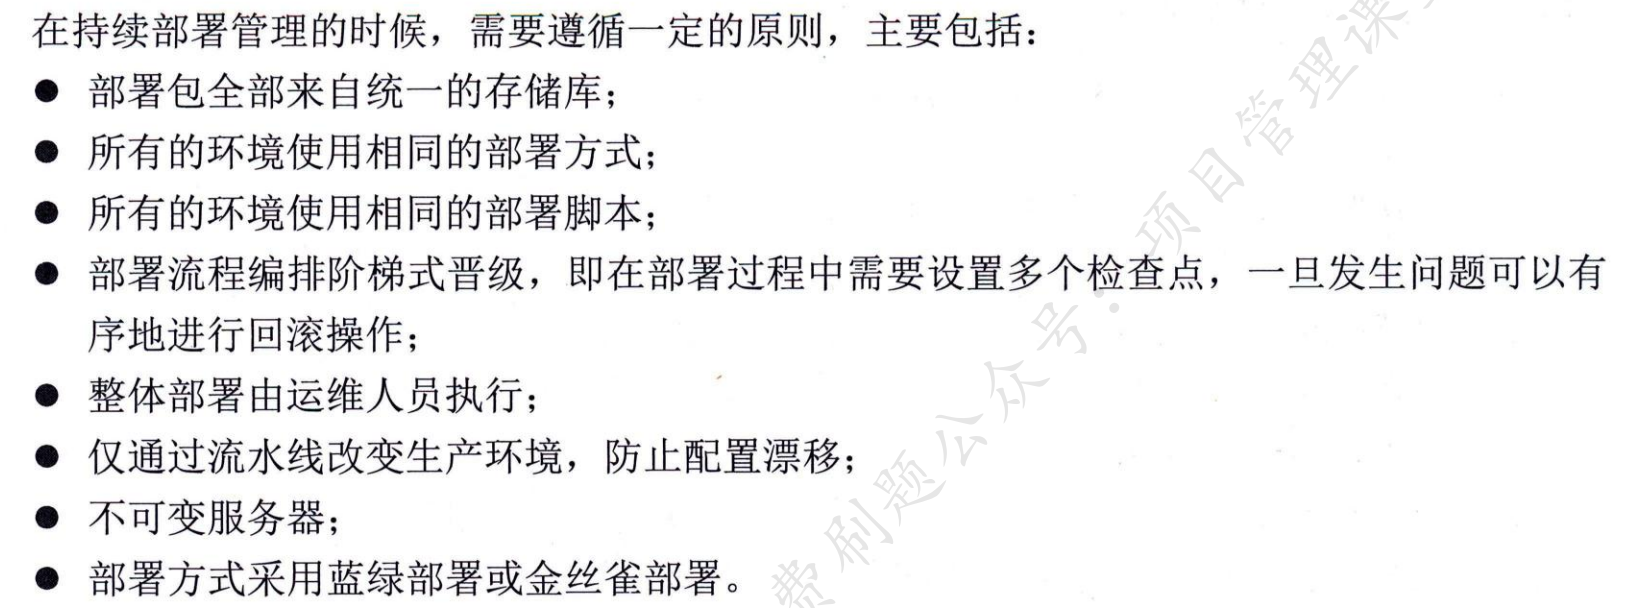 在持续部署管理的时候，需要遵循一定的原则，主要包括：
● 部署包全部来自统一的存储库；
● 所有的环境使用相同的部署方式；
● 所有的环境使用相同的部署脚本；
● 部署流程编排阶梯式晋级，即在部署过程中需要设置多个检查点，一旦发生问题可以有
序地进行回滚操作；
● 整体部署由运维人员执行；
● 仅通过流水线改变生产环境，防止配置漂移；
● 不可变服务器；
● 部署方式采用蓝绿部署或金丝雀部署。
费刷题公众号：项目管理课